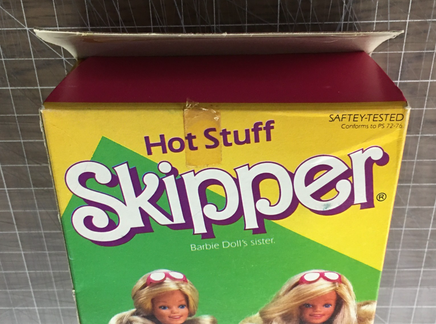 SAFTEY-TESTED
Conforms to PS 72-76
Hot Stuff
Skipper®
Barbie Doll's sister.